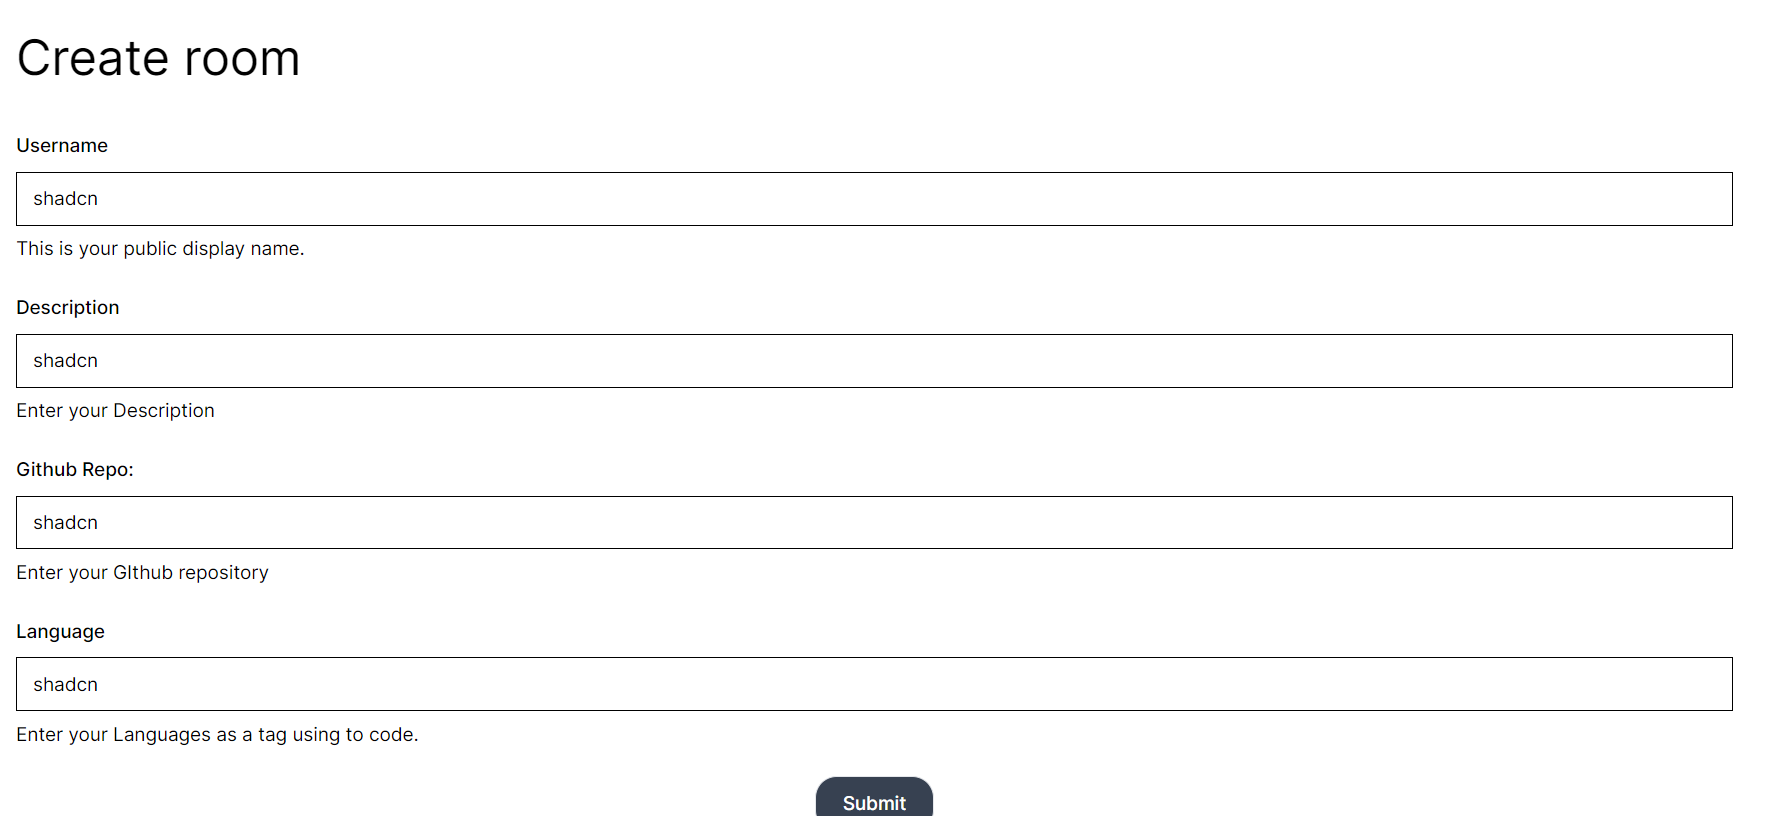 Create room
Username
shadcn
This is your public display name.
Description
shadcn
Enter your Description
Github Repo:
shadcn
Enter your GIthub repository
Language
shadcn
Enter your Languages as a tag using to code.
Submit